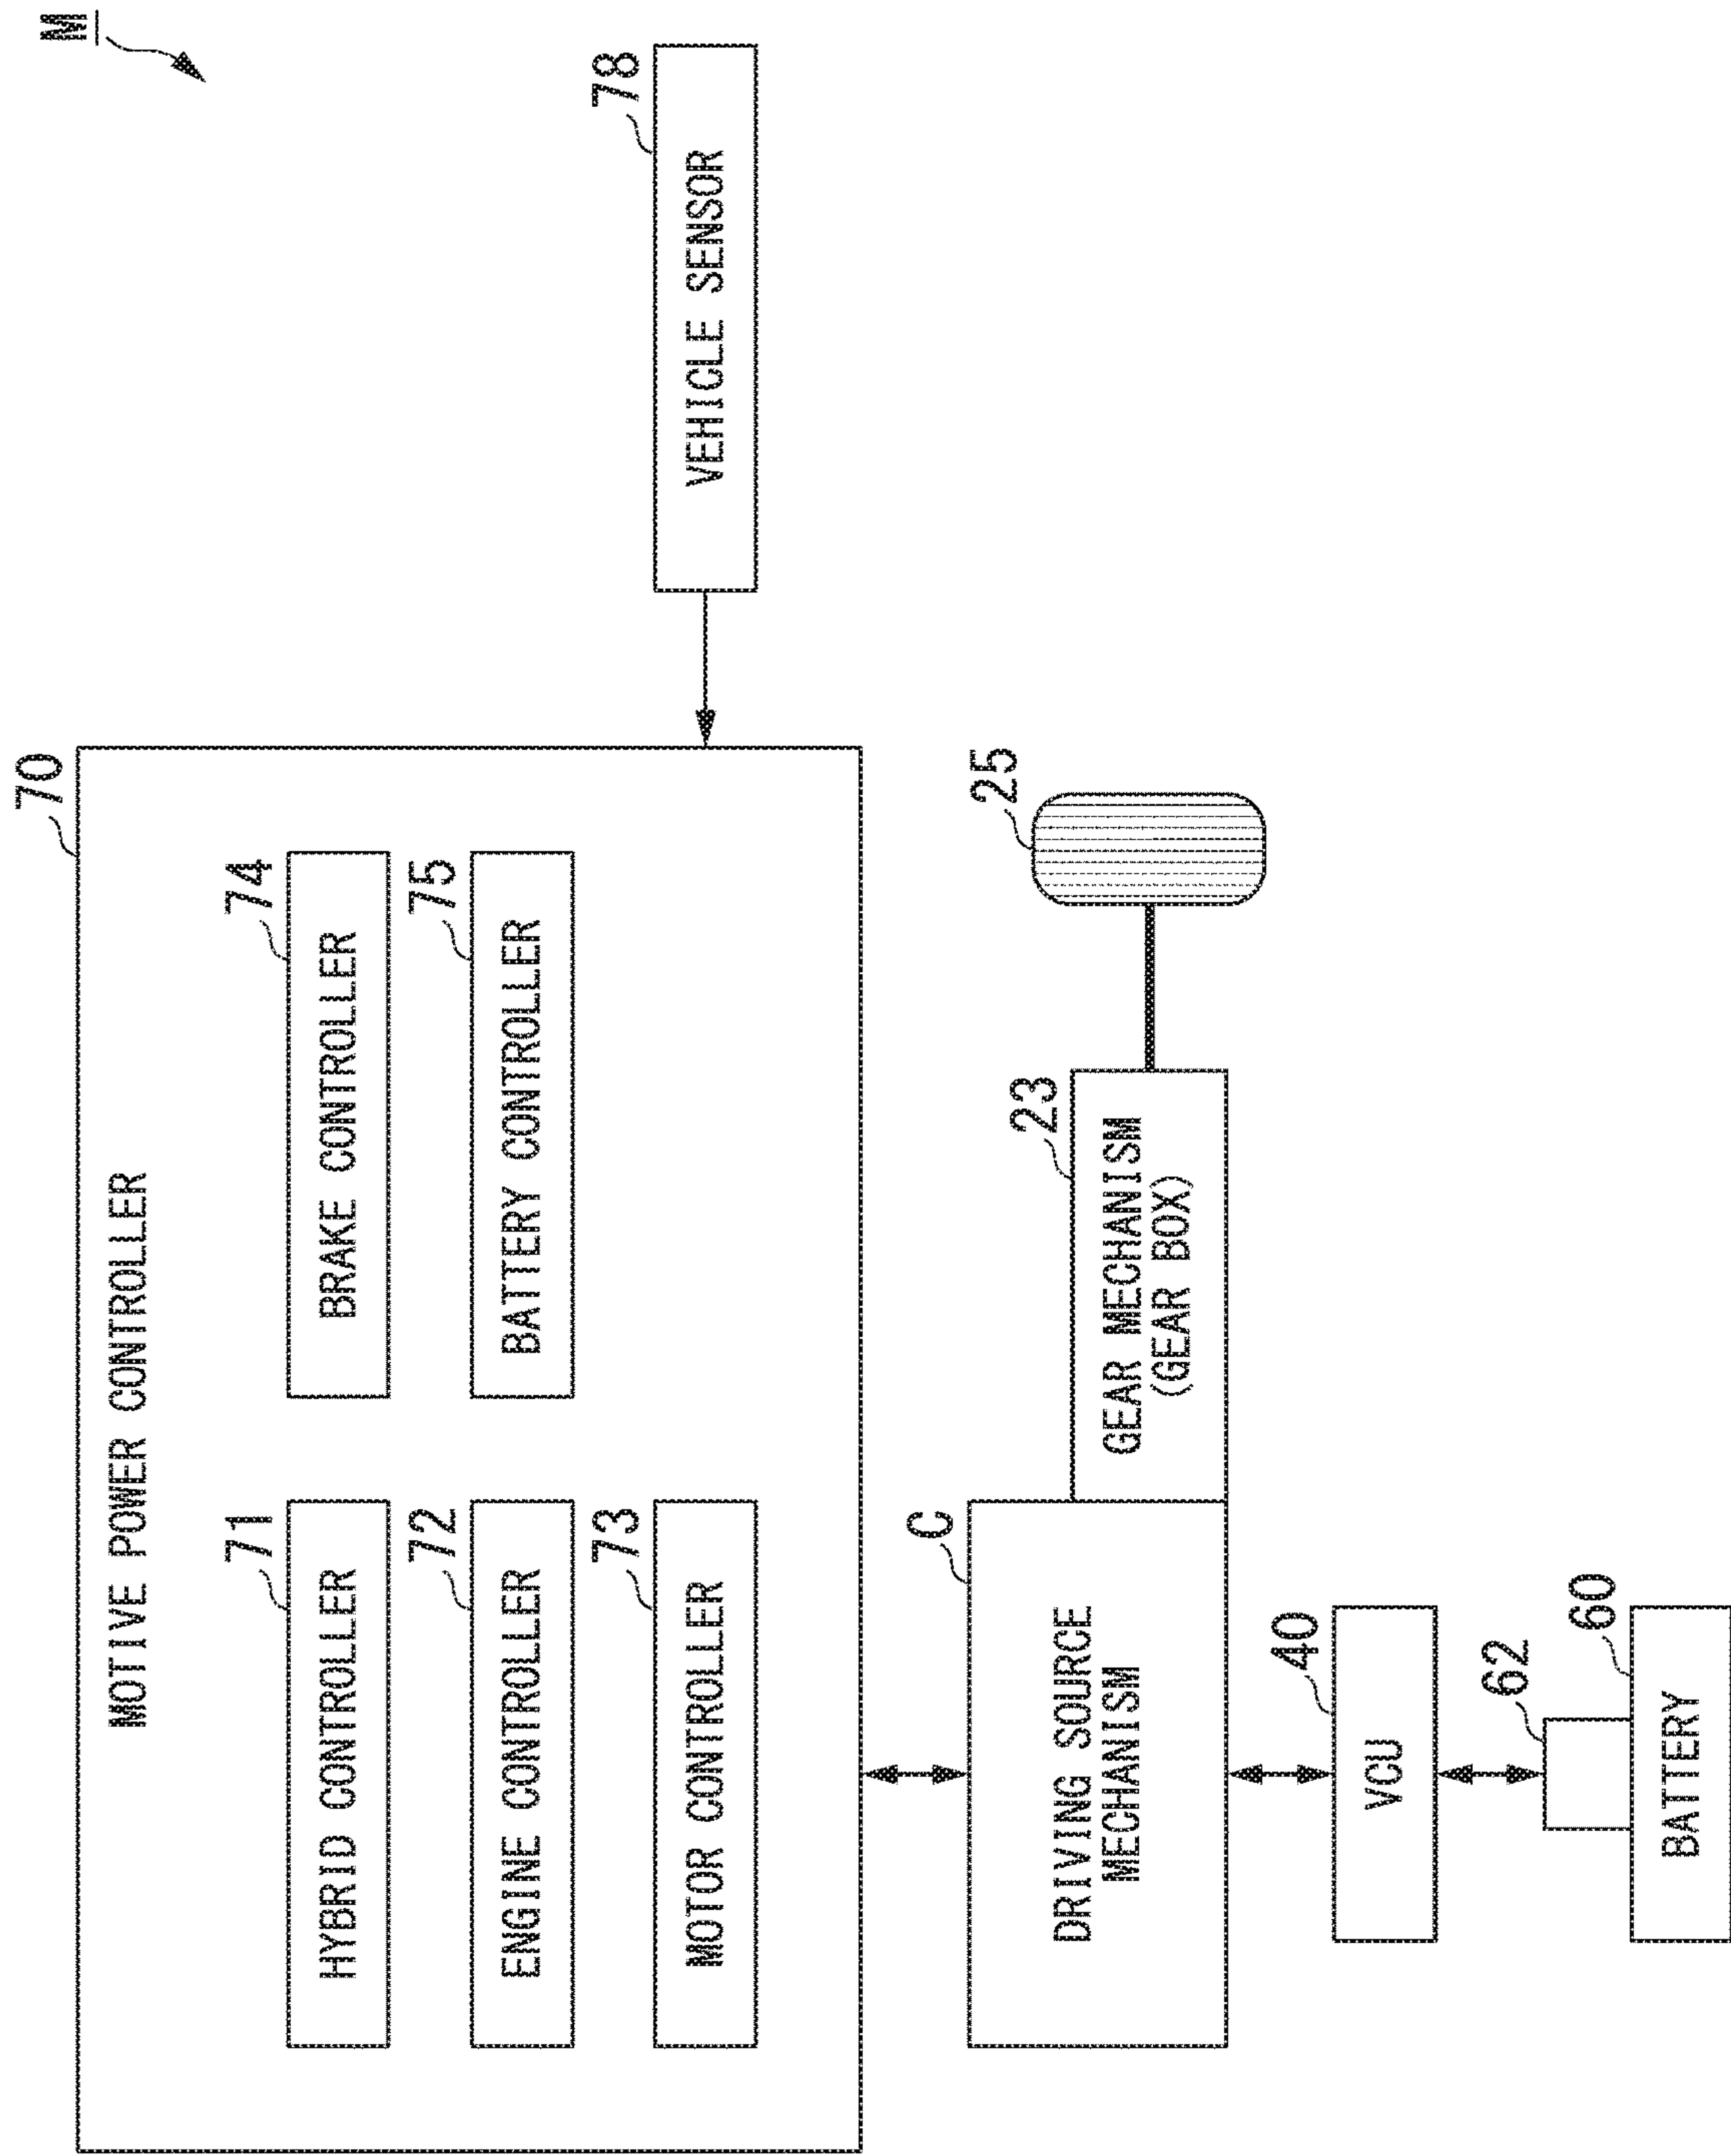 M
70
MOTIVE POWER CONTROLLER
71
HYBRID CONTROLLER
74
BRAKE CONTROLLER
72
ENGINE CONTROLLER
75
BATTERY CONTROLLER
73
MOTOR CONTROLLER
78
VEHICLE SENSOR
C
DRIVING SOURCE
MECHANISM
23
GEAR MECHANISM
(GEAR BOX)
25
40
VCU
62
60
BATTERY